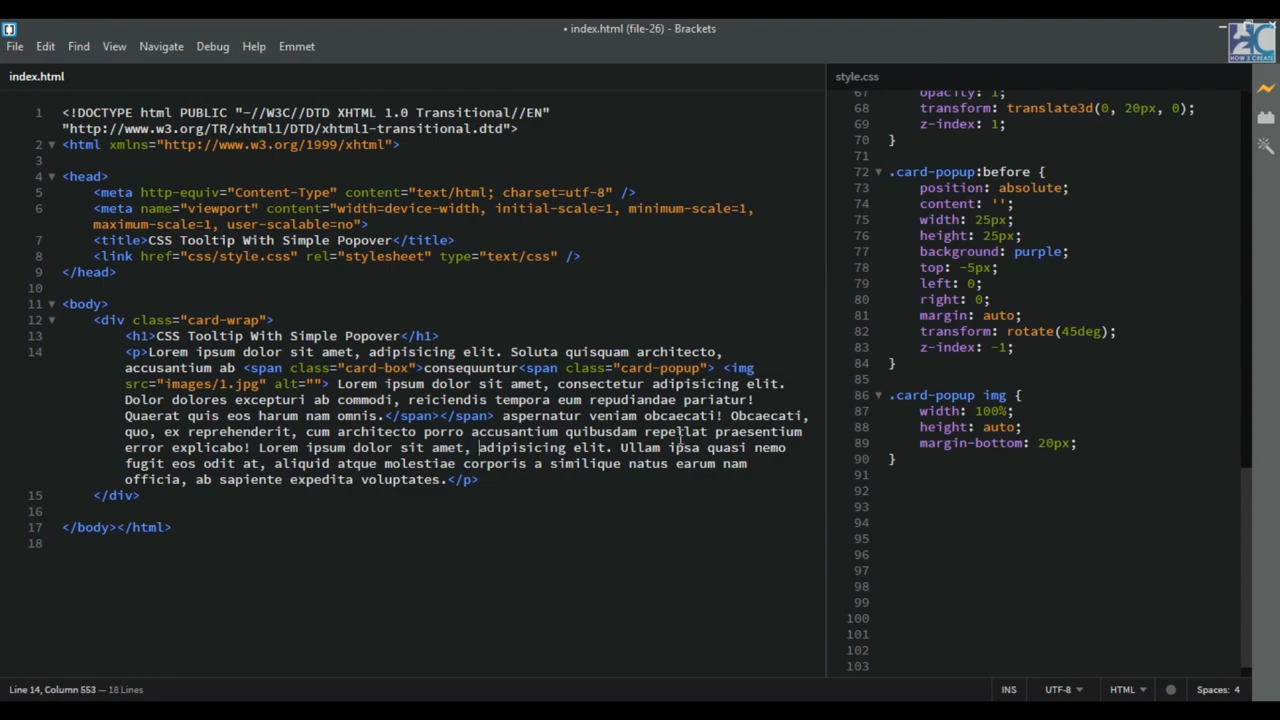 • index.html (file-26) - Brackets
File Edit Find View Navigate Debug Help Emmet
HOW 2 CREATE
index.html
1 <!DOCTYPE html PUBLIC "-//W3C//DTD XHTML 1.0 Transitional//EN"
"http://www.w3.org/TR/xhtml1/DTD/xhtml1-transitional.dtd">
2 <html xmlns="http://www.w3.org/1999/xhtml">
3
4 <head>
5 <meta http-equiv="Content-Type" content="text/html; charset=utf-8" />
6 <meta name="viewport" content="width=device-width, initial-scale=1, minimum-scale=1,
maximum-scale=1, user-scalable=no">
7 <title>CSS Tooltip With Simple Popover</title>
8 <link href="css/style.css" rel="stylesheet" type="text/css" />
9 </head>
10
11 <body>
12 <div class="card-wrap">
13 <h1>CSS Tooltip With Simple Popover</h1>
14 <p>Lorem ipsum dolor sit amet, adipisicing elit. Soluta quisquam architecto,
accusantium ab <span class="card-box">consequuntur<span class="card-popup"> <img
src="images/1.jpg" alt=""> Lorem ipsum dolor sit amet, consectetur adipisicing elit.
Dolor dolores excepturi ab commodi, reiciendis tempora eum repudiandae pariatur!
Quaerat quis eos harum nam omnis.</span></span> aspernatur veniam obcaecati! Obcaecati,
quo, ex reprehenderit, cum architecto porro accusantium quibusdam repellat praesentium
error explicabo! Lorem ipsum dolor sit amet, adipisicing elit. Ullam ipsa quasi nemo
fugit eos odit at, aliquid atque molestiae corporis a similique natus earum nam
officia, ab sapiente expedita voluptates.</p>
15 </div>
16
17 </body></html>
18
style.css
67 opacity: 1;
68 transform: translate3d(0, 20px, 0);
69 z-index: 1;
70 }
71
72 .card-popup:before {
73 position: absolute;
74 content: '';
75 width: 25px;
76 height: 25px;
77 background: purple;
78 top: -5px;
79 left: 0;
80 right: 0;
81 margin: auto;
82 transform: rotate(45deg);
83 z-index: -1;
84 }
85
86 .card-popup img {
87 width: 100%;
88 height: auto;
89 margin-bottom: 20px;
90 }
91
92
93
94
95
96
97
98
99
100
101
102
103
Line 14, Column 553 — 18 Lines
INS UTF-8 HTML Spaces: 4